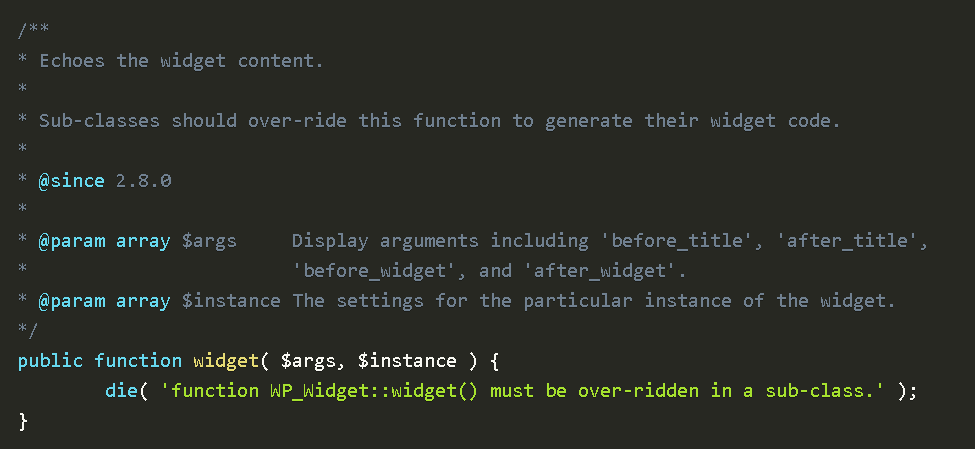 /**
* Echoes the widget content.
*
* Sub-classes should over-ride this function to generate their widget code.
*
* @since 2.8.0
*
* @param array $args     Display arguments including 'before_title', 'after_title',
*                        'before_widget', and 'after_widget'.
* @param array $instance The settings for the particular instance of the widget.
*/
public function widget( $args, $instance ) {
        die( 'function WP_Widget::widget() must be over-ridden in a sub-class.' );
}